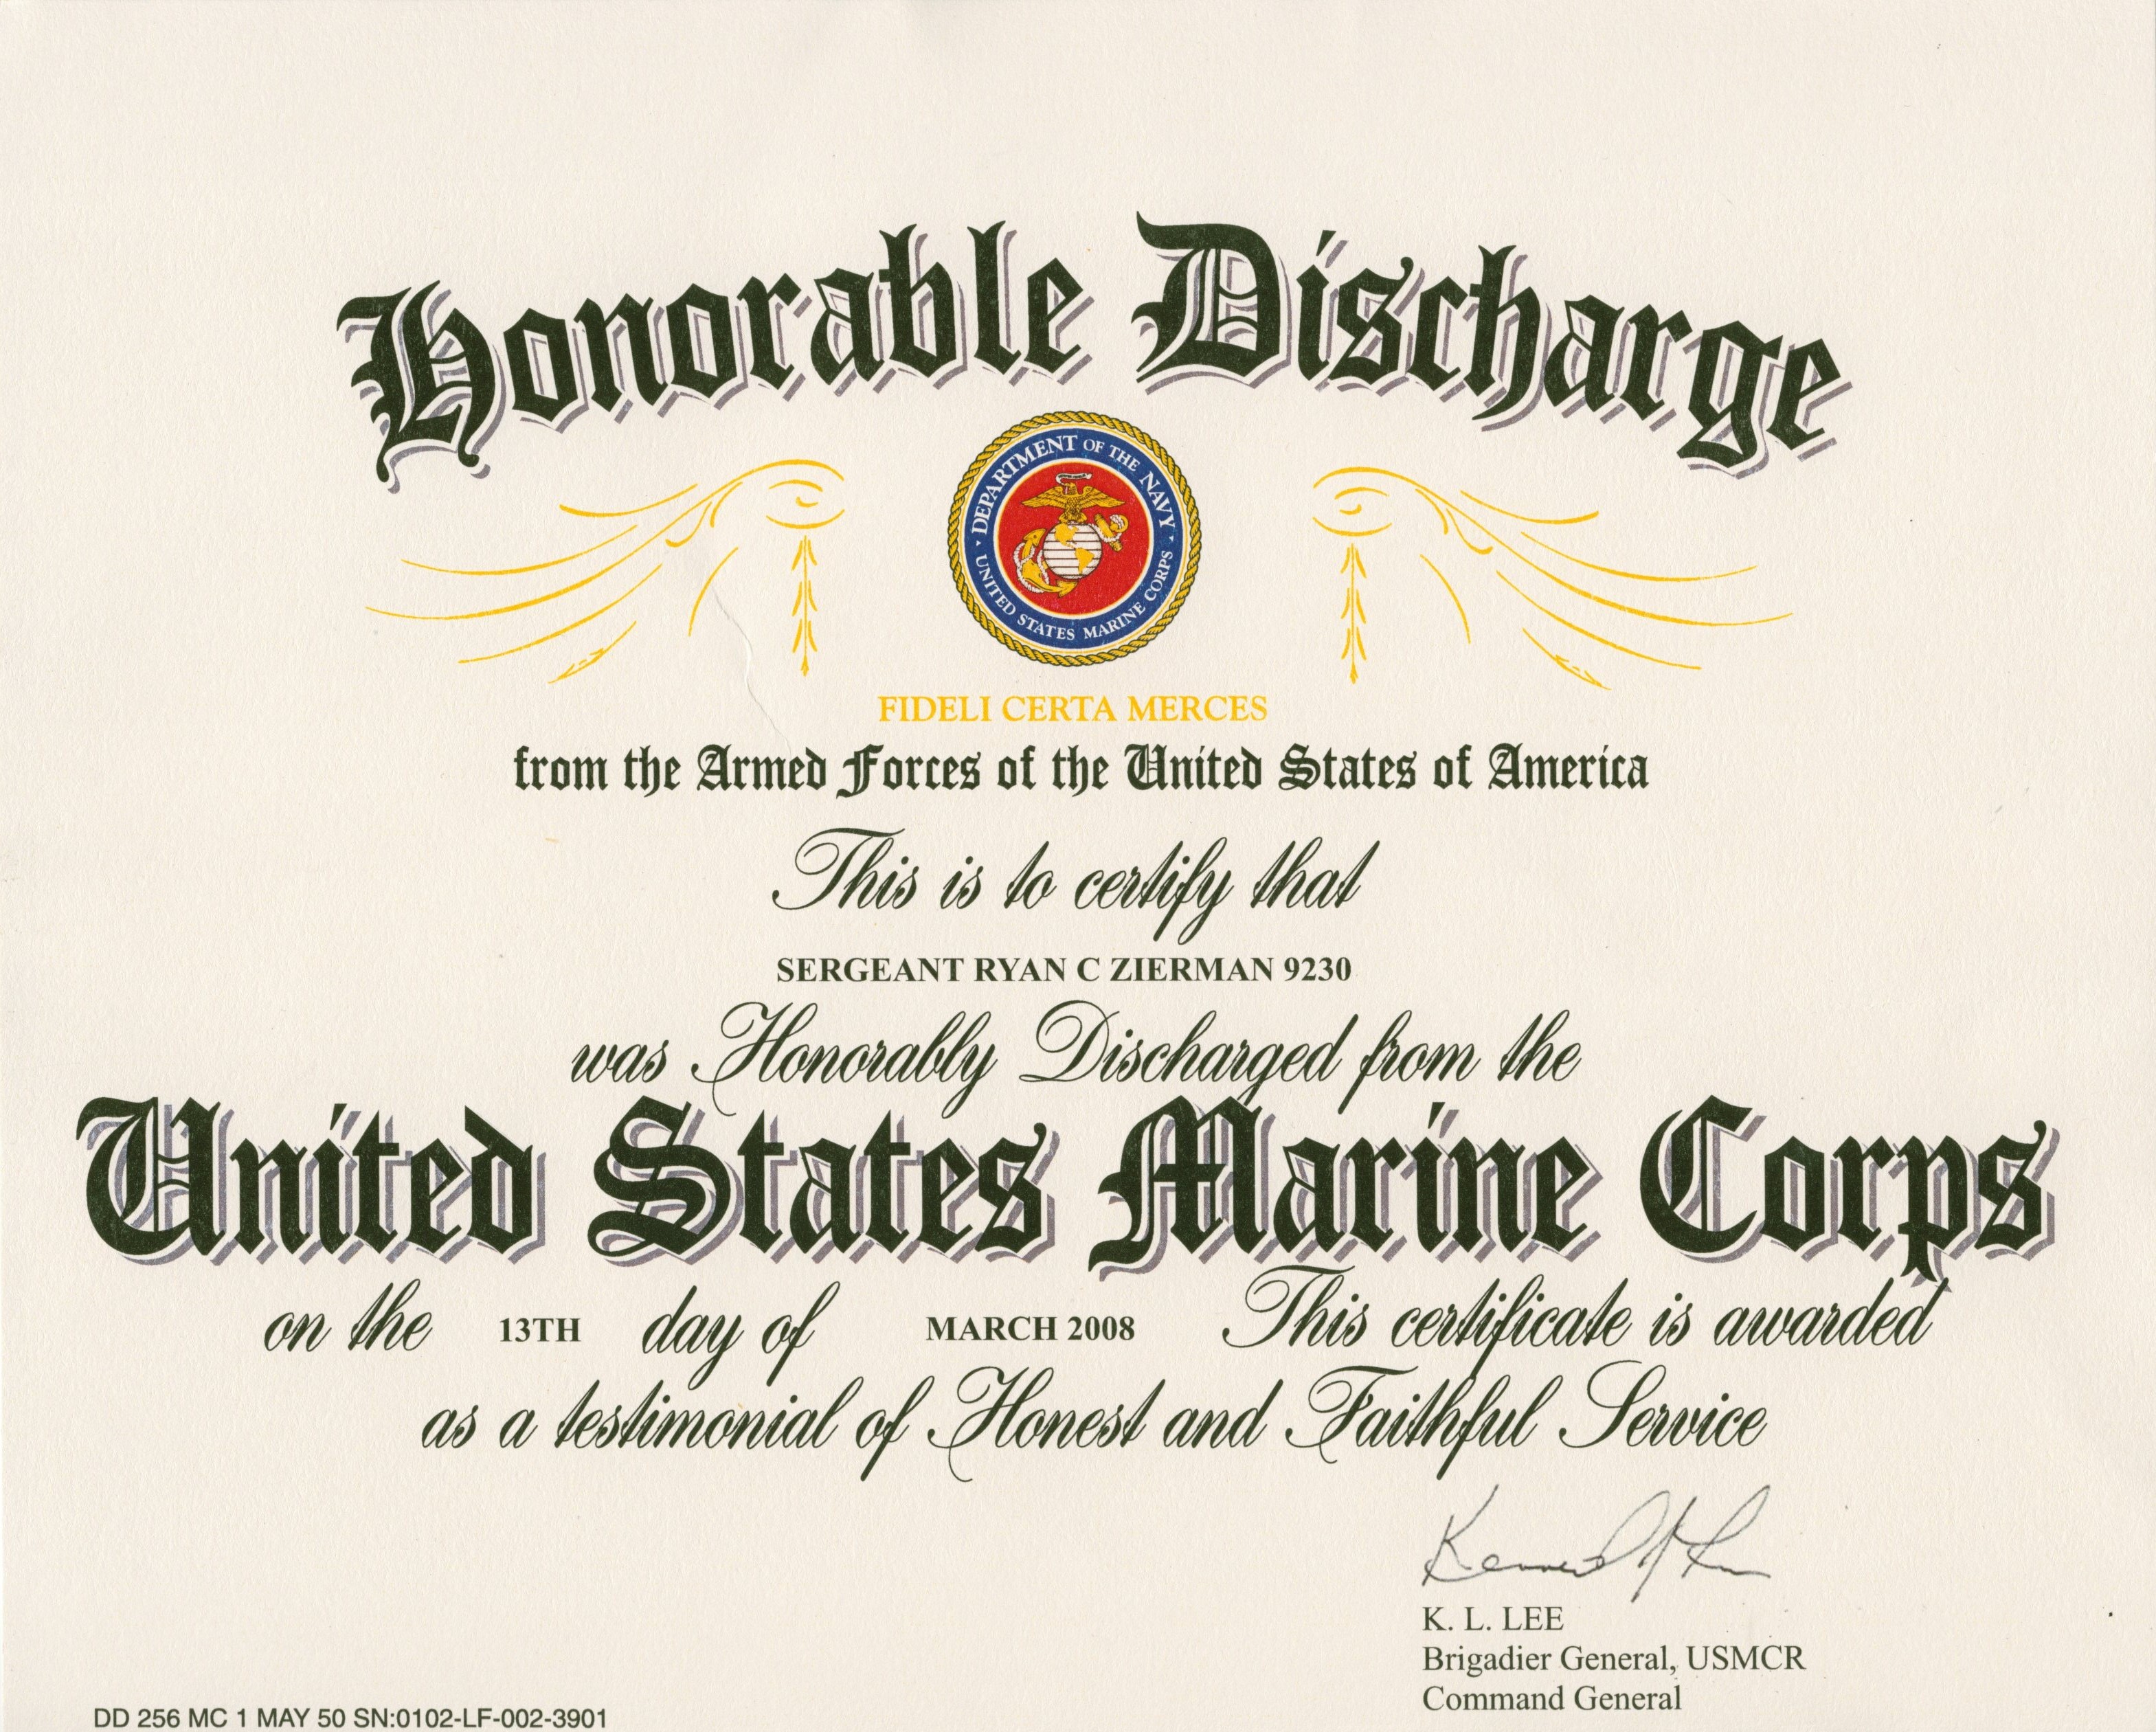 Honorable Discharge
DEPARTMENT OF THE NAVY
UNITED STATES MARINE CORPS
FIDELI CERTA MERCES
from the Armed Forces of the United States of America
This is to certify that
SERGEANT RYAN C ZIERMAN 9230
was Honorably Discharged from the
United States Marine Corps
on the 13TH day of MARCH 2008 This certificate is awarded
as a testimonial of Honest and Faithful Service
K. L. LEE
Brigadier General, USMCR
Command General
DD 256 MC 1 MAY 50 SN:0102-LF-002-3901